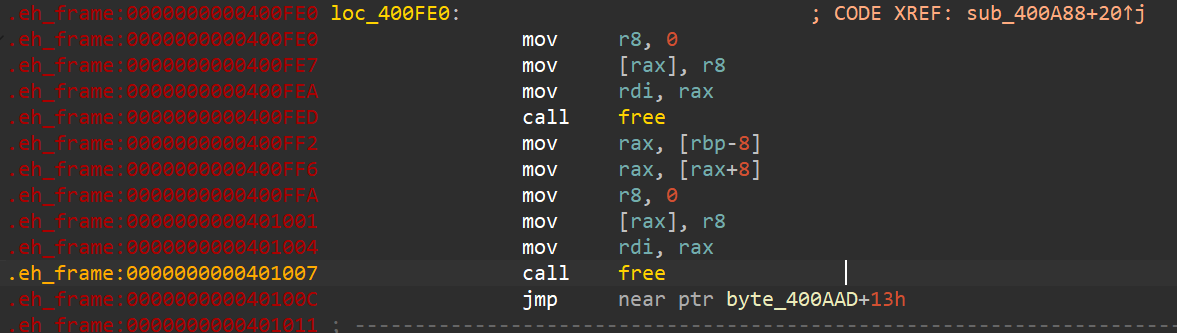 .eh_frame:0000000000400FE0 loc_400FE0: ; CODE XREF: sub_400A88+20↑j
.eh_frame:0000000000400FE0 mov r8, 0
.eh_frame:0000000000400FE7 mov [rax], r8
.eh_frame:0000000000400FEA mov rdi, rax
.eh_frame:0000000000400FED call free
.eh_frame:0000000000400FF2 mov rax, [rbp-8]
.eh_frame:0000000000400FF6 mov rax, [rax+8]
.eh_frame:0000000000400FFA mov r8, 0
.eh_frame:0000000000401001 mov [rax], r8
.eh_frame:0000000000401004 mov rdi, rax
.eh_frame:0000000000401007 call free
.eh_frame:000000000040100C jmp near ptr byte_400AAD+13h
.eh_frame:0000000000401011 ; ---------------------------------------------------------------------------